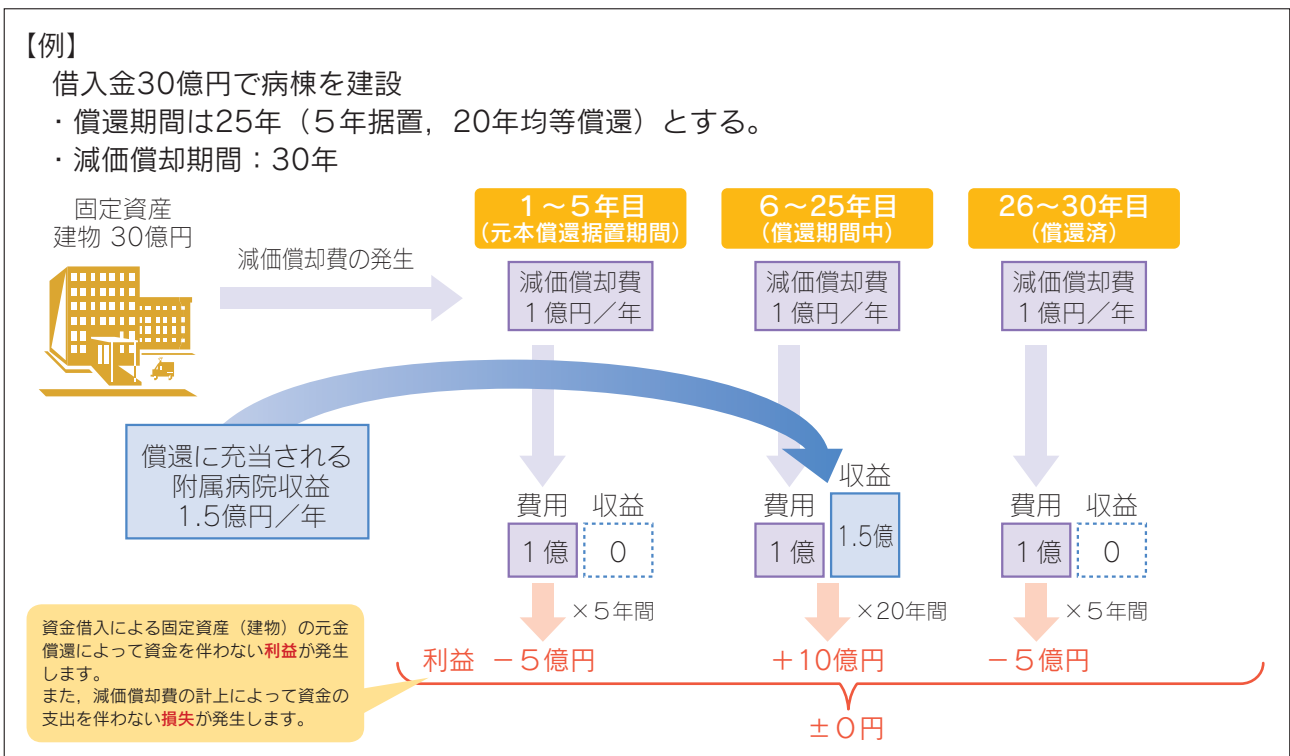 【例】
借入金30億円で病棟を建設
・償還期間は25年（５年据置，20年均等償還）とする。
・減価償却期間：30年
固定資産
建物 30億円
減価償却費の発生
１～５年目
（元本償還据置期間）
６～25年目
（償還期間中）
26～30年目
（償還済）
減価償却費
１億円／年
減価償却費
１億円／年
減価償却費
１億円／年
償還に充当される
附属病院収益
1.5億円／年
費用 収益
１億 0
×５年間
費用 収益
１億 1.5億
×20年間
費用 収益
１億 0
×５年間
利益 －５億円 ＋10億円 －５億円
±０円
資金借入による固定資産（建物）の元金
償還によって資金を伴わない利益が発生
します。
また，減価償却費の計上によって資金の
支出を伴わない損失が発生します。